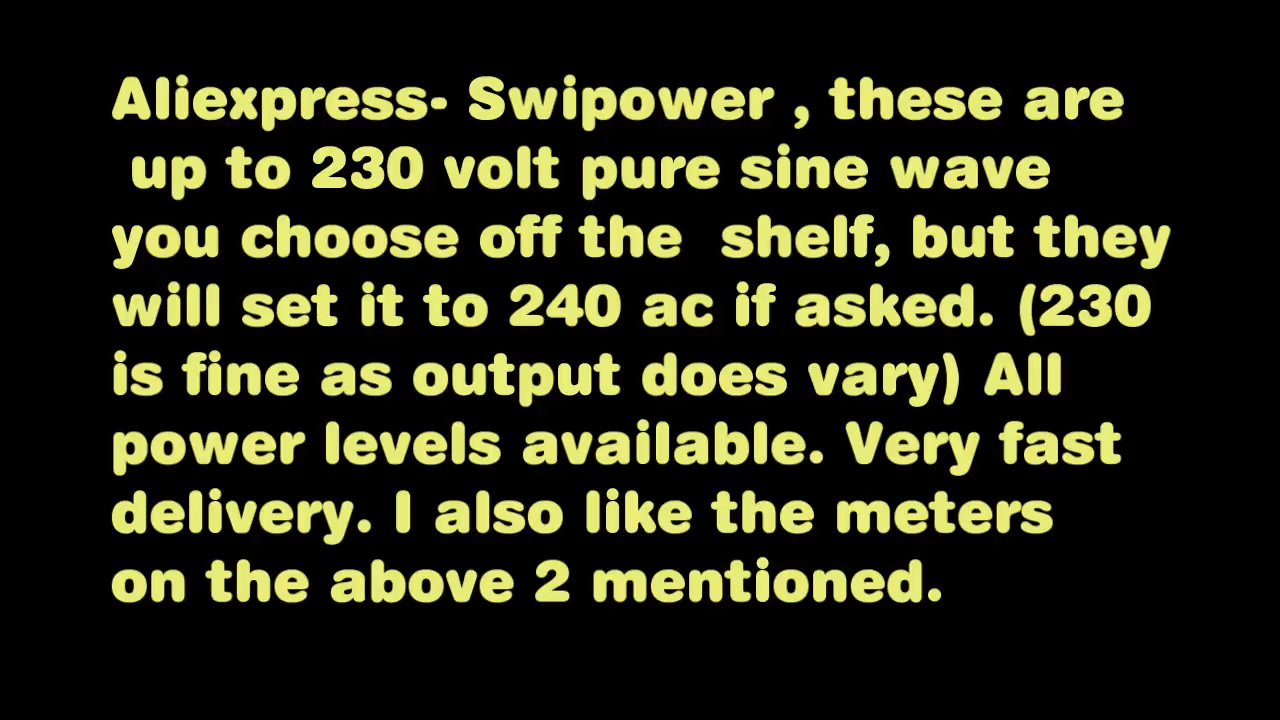 Aliexpress- Swipower , these are
up to 230 volt pure sine wave
you choose off the  shelf, but they
will set it to 240 ac if asked. (230
is fine as output does vary) All
power levels available. Very fast
delivery. I also like the meters
on the above 2 mentioned.